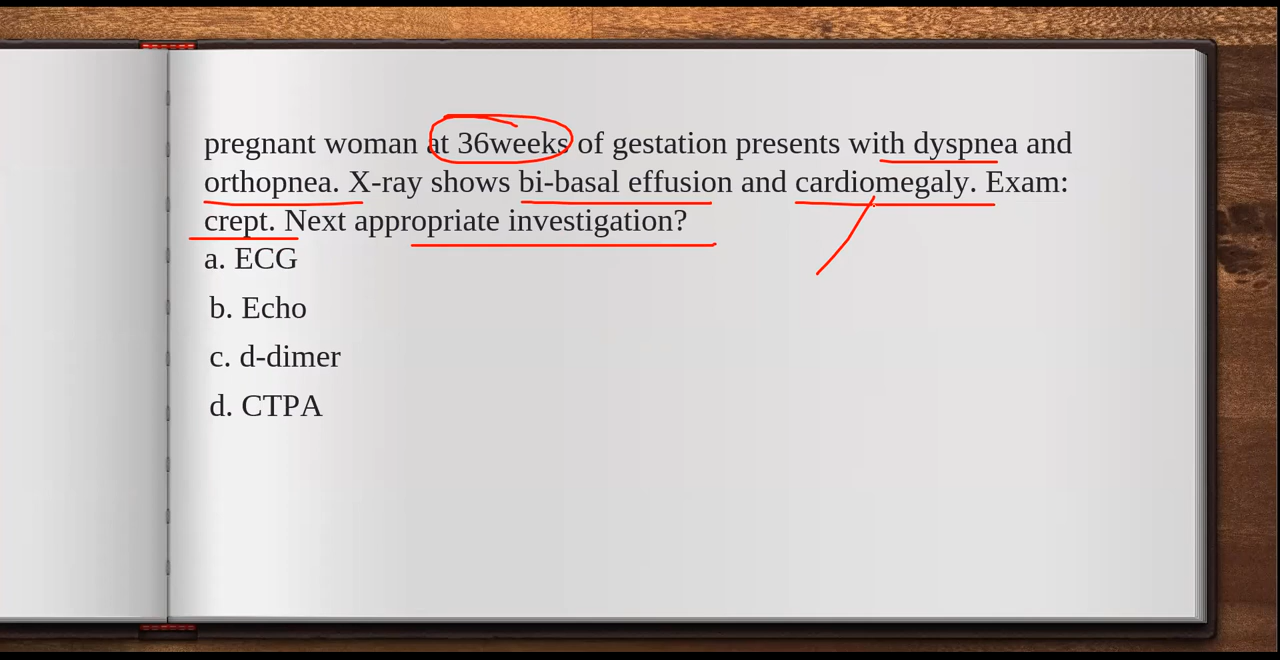 pregnant woman at 36weeks of gestation presents with dyspnea and
orthopnea. X-ray shows bi-basal effusion and cardiomegaly. Exam:
crept. Next appropriate investigation?
a. ECG
b. Echo
c. d-dimer
d. CTPA